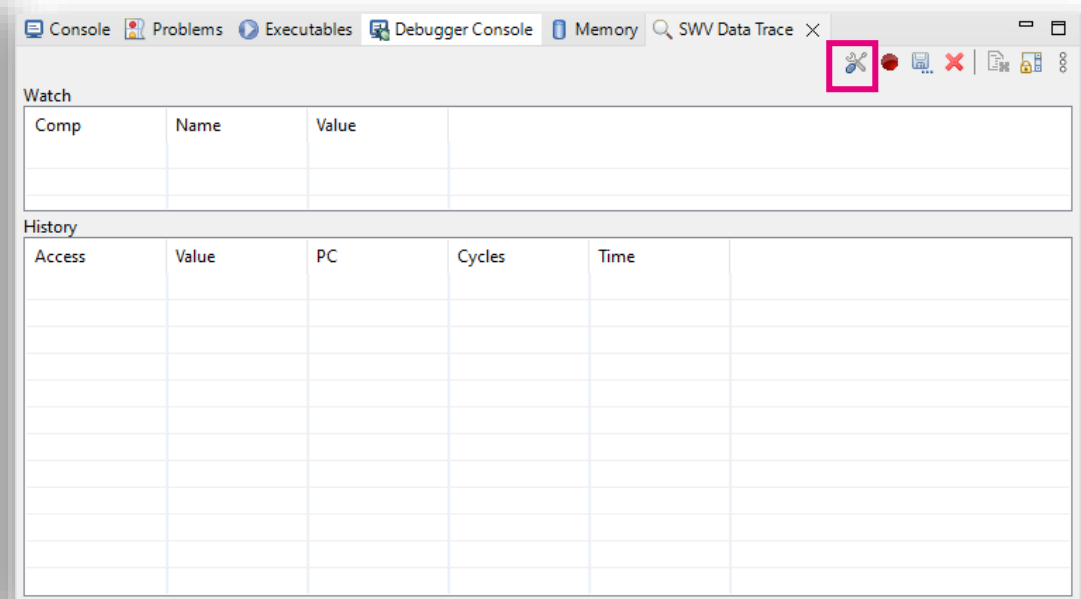 Console Problems Executables Debugger Console Memory SWV Data Trace
Watch
Comp Name Value
History
Access Value PC Cycles Time